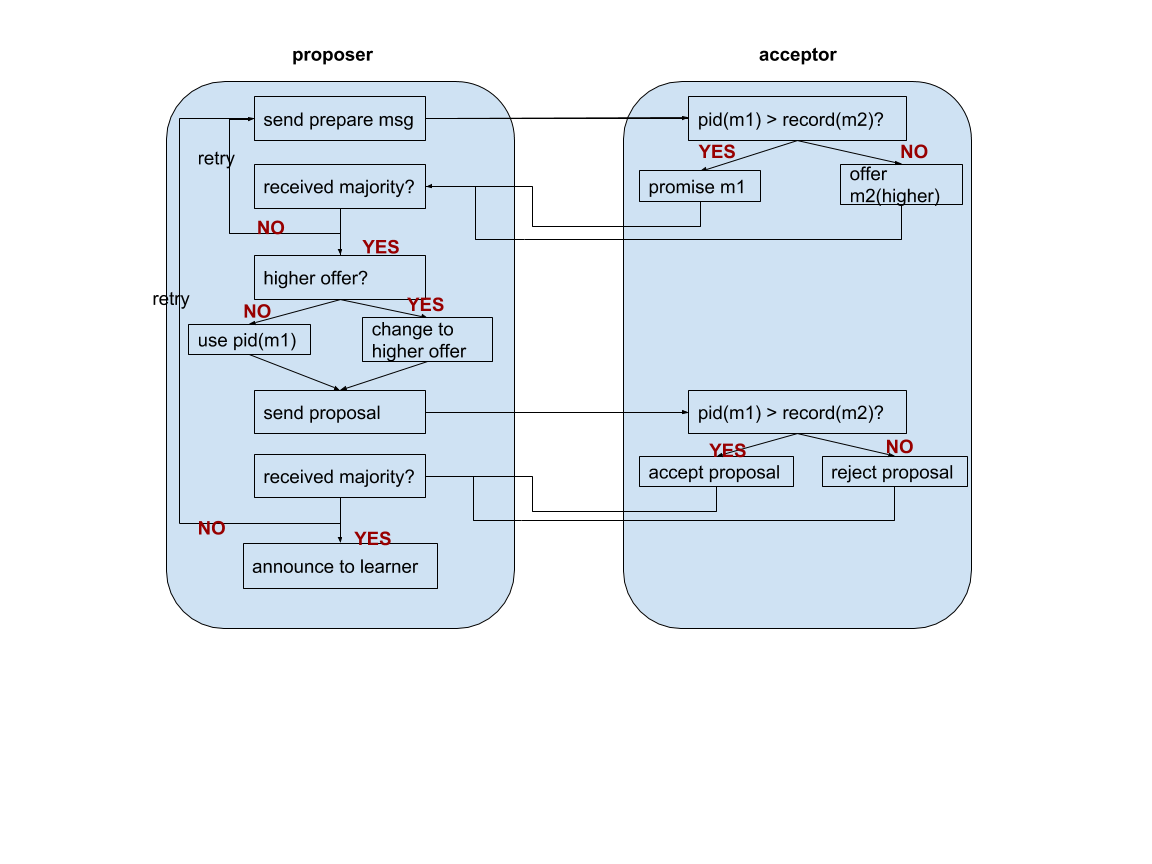 proposer
acceptor
send prepare msg
pid(m1) > record(m2)?
retry
YES
NO
received majority?
promise m1
offer
m2(higher)
NO
YES
higher offer?
retry
NO
YES
use pid(m1)
change to
higher offer
send proposal
pid(m1) > record(m2)?
YES
NO
received majority?
accept proposal
reject proposal
NO
YES
announce to learner